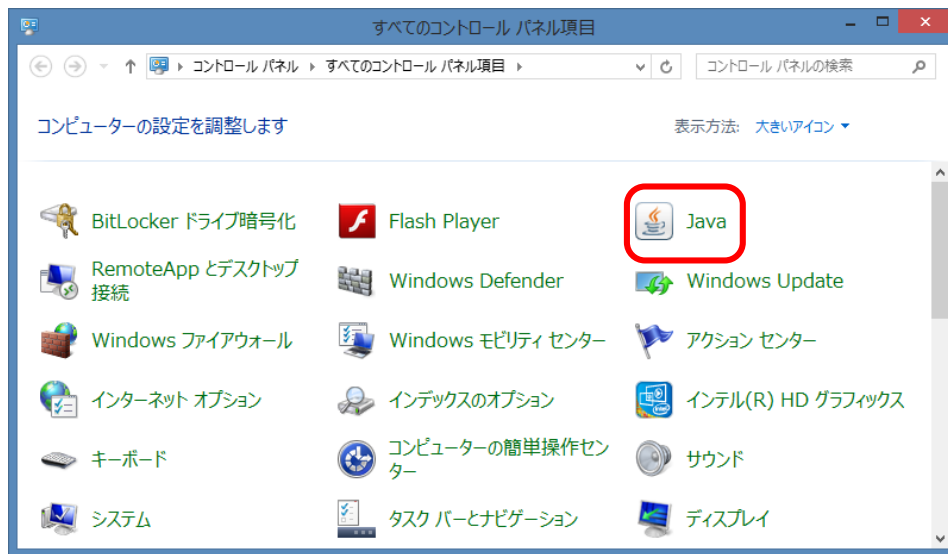 すべてのコントロール パネル項目
コントロール パネル すべてのコントロール パネル項目 コントロール パネルの検索
コンピューターの設定を調整します
表示方法: 大きいアイコン
BitLocker ドライブ暗号化
Flash Player
Java
RemoteApp とデスクトップ
接続
Windows Defender
Windows Update
Windows ファイアウォール
Windows モビリティ センター
アクション センター
インターネット オプション
インデックスのオプション
インテル(R) HD グラフィックス
キーボード
コンピューターの簡単操作セン
ター
サウンド
システム
タスク バーとナビゲーション
ディスプレイ